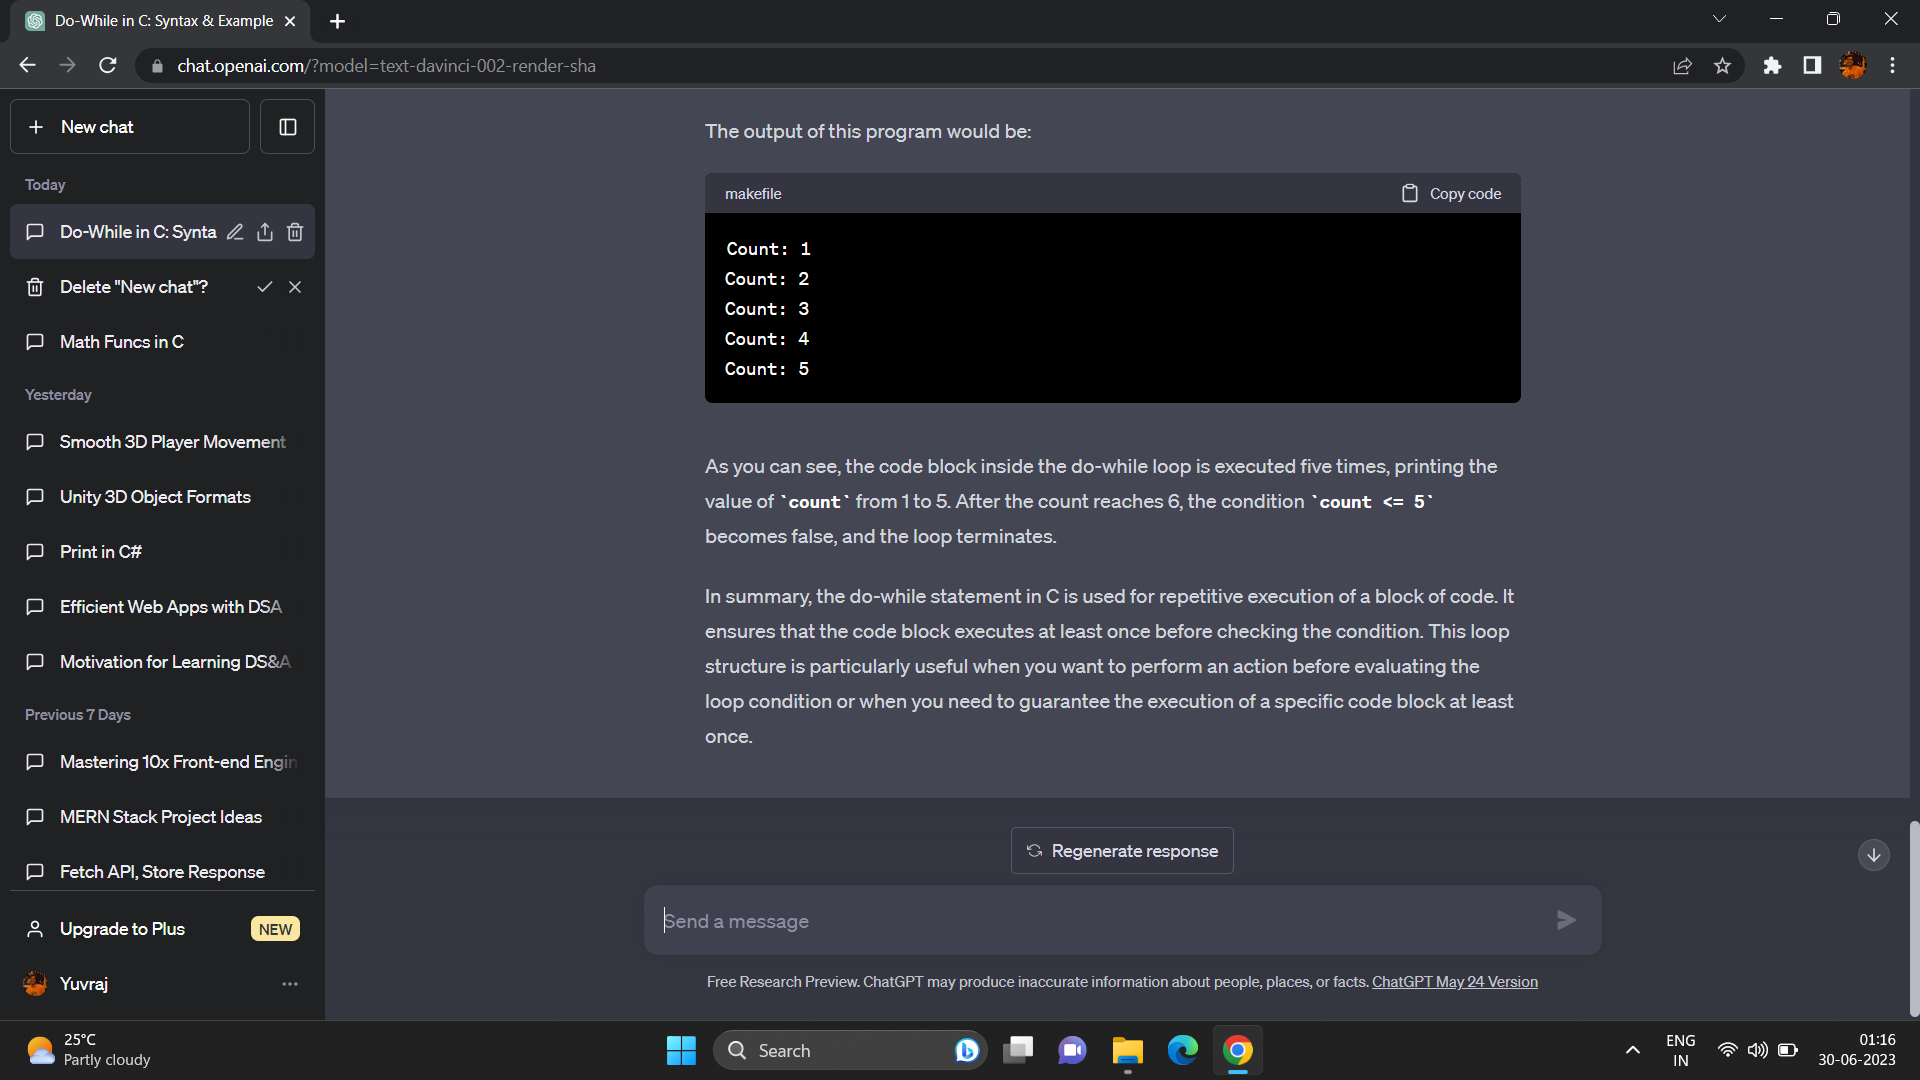 Do-While in C: Syntax & Example
chat.openai.com/?model=text-davinci-002-render-sha
New chat
Today
Do-While in C: Synta
Delete "New chat"?
Math Funcs in C
Yesterday
Smooth 3D Player Movement
Unity 3D Object Formats
Print in C#
Efficient Web Apps with DSA
Motivation for Learning DS&A
Previous 7 Days
Mastering 10x Front-end Engin
MERN Stack Project Ideas
Fetch API, Store Response
Upgrade to Plus NEW
Yuvraj
The output of this program would be:
makefile Copy code
Count: 1
Count: 2
Count: 3
Count: 4
Count: 5
As you can see, the code block inside the do-while loop is executed five times, printing the
value of `count` from 1 to 5. After the count reaches 6, the condition `count <= 5`
becomes false, and the loop terminates.
In summary, the do-while statement in C is used for repetitive execution of a block of code. It
ensures that the code block executes at least once before checking the condition. This loop
structure is particularly useful when you want to perform an action before evaluating the
loop condition or when you need to guarantee the execution of a specific code block at least
once.
Regenerate response
Send a message
Free Research Preview. ChatGPT may produce inaccurate information about people, places, or facts. ChatGPT May 24 Version
25°C
Partly cloudy
Search
ENG
IN
01:16
30-06-2023